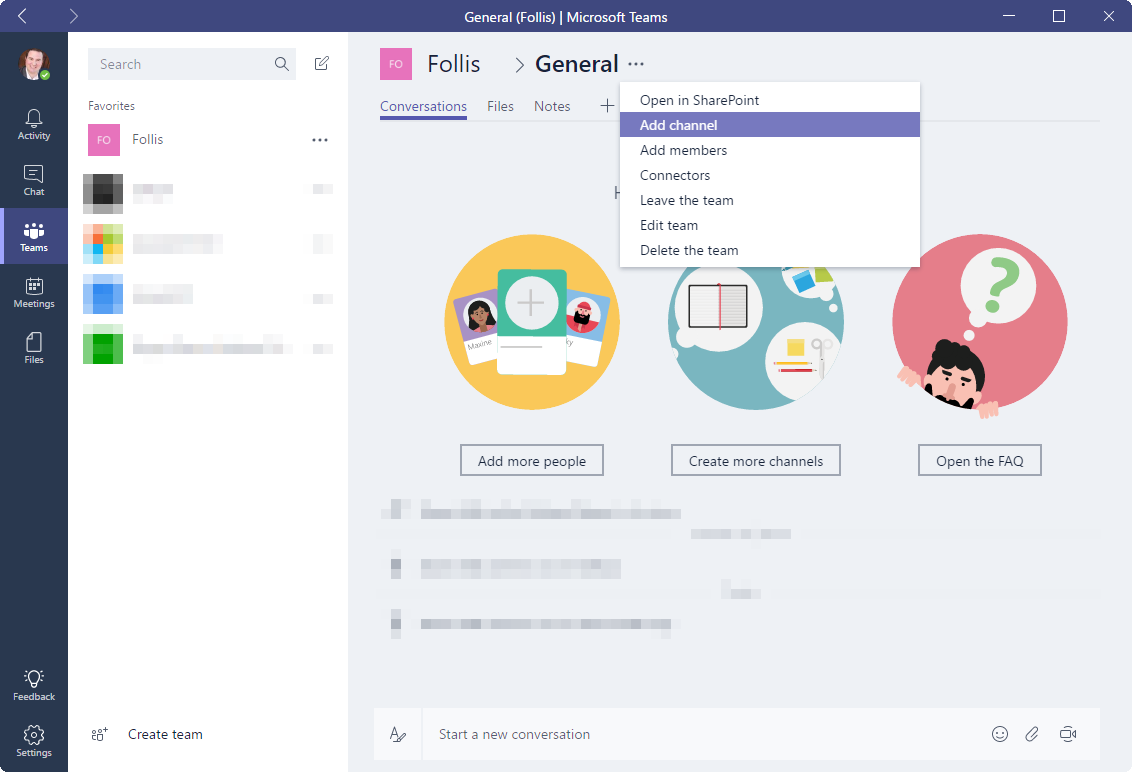 General (Follis) | Microsoft Teams
Search
Activity
Chat
Teams
Meetings
Files
Feedback
Settings
Favorites
FO Follis
Create team
FO Follis General
Conversations Files Notes
Open in SharePoint
Add channel
Add members
Connectors
Leave the team
Edit team
Delete the team
Maxine
Add more people
Create more channels
Open the FAQ
Start a new conversation